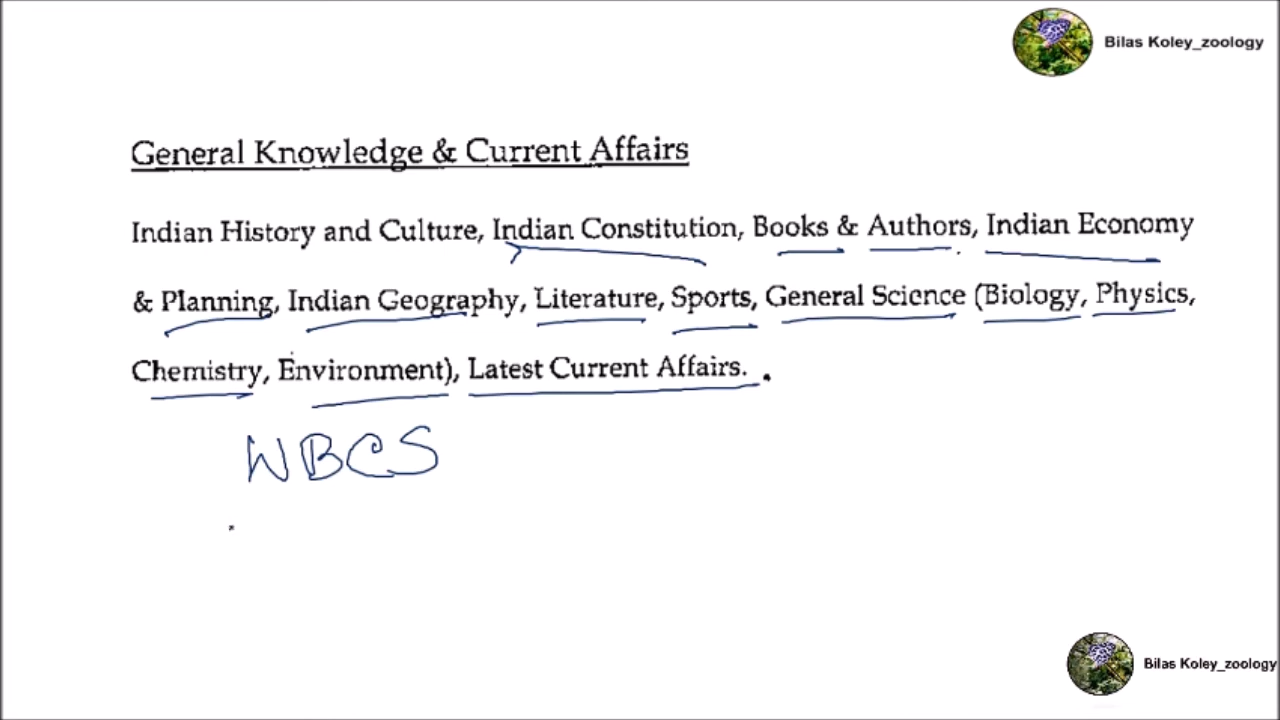 Bilas Koley_zoology
General Knowledge & Current Affairs
Indian History and Culture, Indian Constitution, Books & Authors, Indian Economy
& Planning, Indian Geography, Literature, Sports, General Science (Biology, Physics,
Chemistry, Environment), Latest Current Affairs.
WBCS
Bilas Koley_zoology